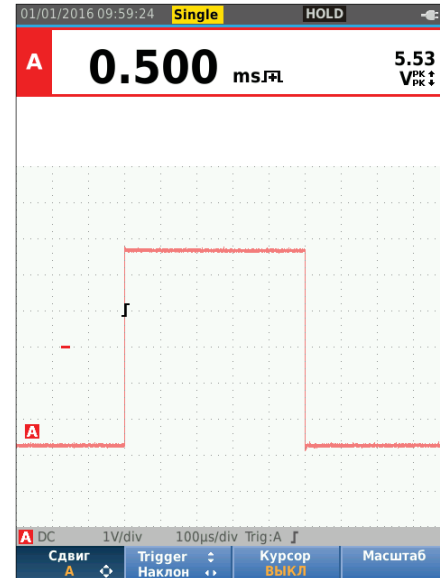 01/01/2016 09:59:24 Single HOLD
A 0.500 ms 5.53
V PK
PK
A
A DC 1V/div 100µs/div Trig:A
Сдвиг Trigger Курсор Масштаб
A Наклон ВЫКЛ